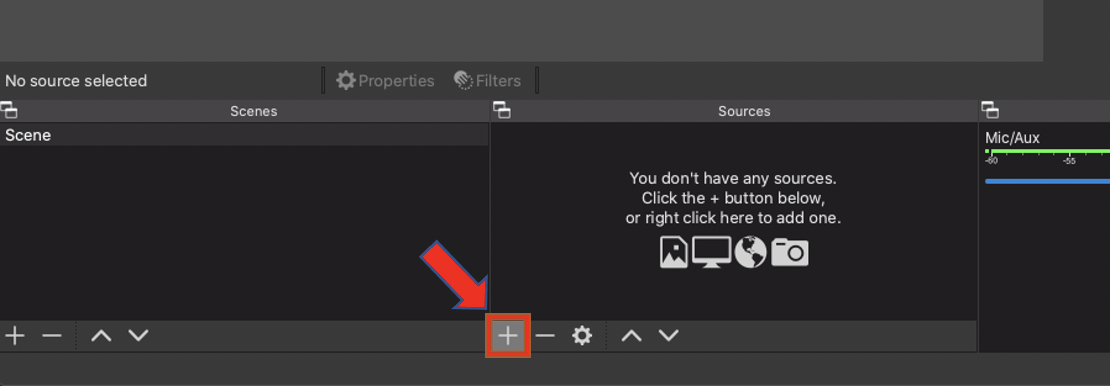 No source selected
Properties
Filters
Scenes
Sources
Scene
Mic/Aux
-60
-55
You don't have any sources.
Click the + button below,
or right click here to add one.